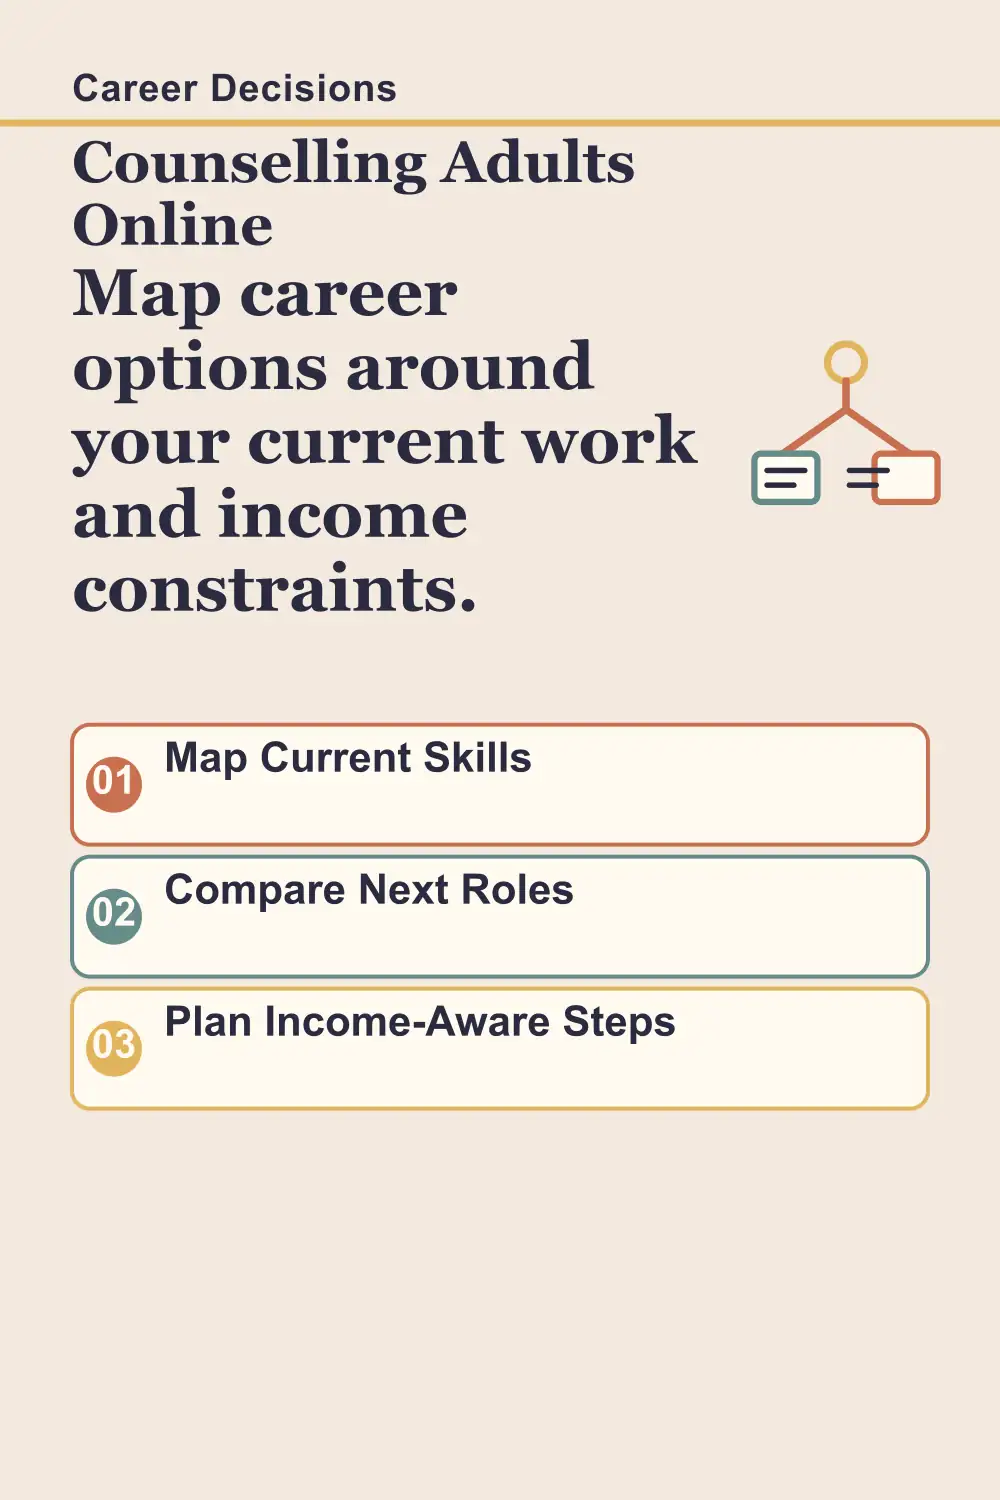 Career Decisions
Counselling Adults
Online
Map career
options around
your current work
and income
constraints.
01
Map Current Skills
02
Compare Next Roles
03
Plan Income-Aware Steps